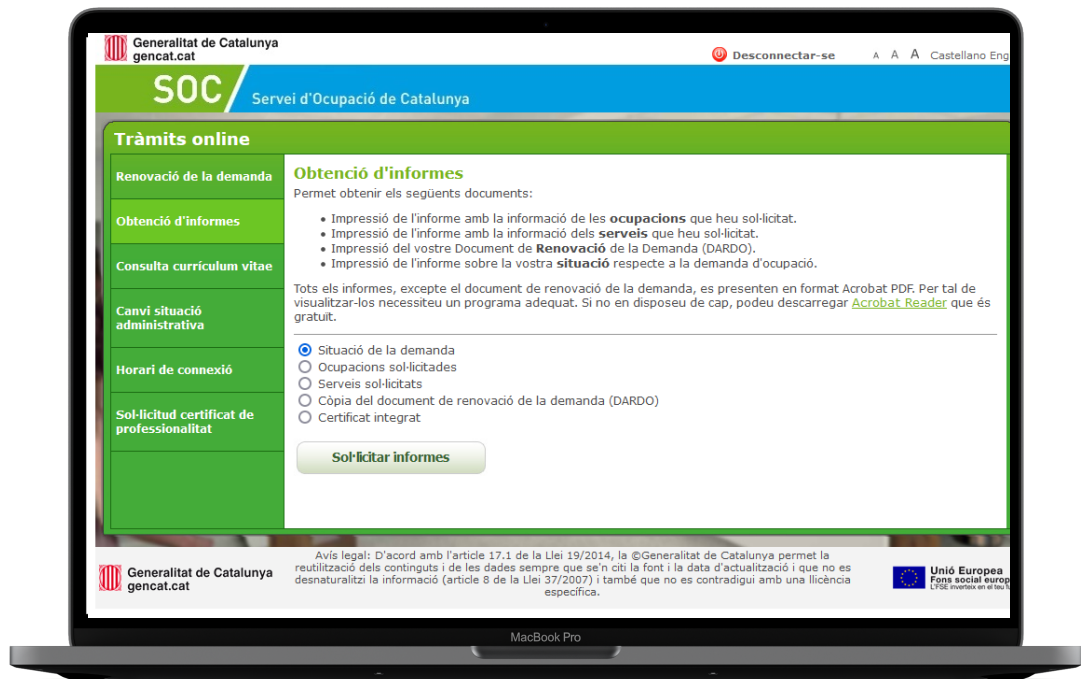 Generalitat de Catalunya
gencat.cat
Desconnectar-se
A A A Castellano Eng
SOC
Servei d'Ocupació de Catalunya
Tràmits online
Renovació de la demanda
Obtenció d'informes
Consulta currículum vitae
Canvi situació
administrativa
Horari de connexió
Sol·licitud certificat de
professionalitat
Obtenció d'informes
Permet obtenir els següents documents:
• Impressió de l'informe amb la informació de les ocupacions que heu sol·licitat.
• Impressió de l'informe amb la informació dels serveis que heu sol·licitat.
• Impressió del vostre Document de Renovació de la Demanda (DARDO).
• Impressió de l'informe sobre la vostra situació respecte a la demanda d'ocupació.
Tots els informes, excepte el document de renovació de la demanda, es presenten en format Acrobat PDF. Per tal de
visualitzar-los necessiteu un programa adequat. Si no en disposeu de cap, podeu descarregar Acrobat Reader que és
gratuït.
Situació de la demanda
Ocupacions sol·licitades
Serveis sol·licitats
Còpia del document de renovació de la demanda (DARDO)
Certificat integrat
Sol·licitar informes
Generalitat de Catalunya
gencat.cat
Avís legal: D'acord amb l'article 17.1 de la Llei 19/2014, la ©Generalitat de Catalunya permet la
reutilització dels continguts i de les dades sempre que se'n citi la font i la data d'actualització i que no es
desnaturalitzi la informació (article 8 de la Llei 37/2007) i també que no es contradigui amb una llicència
específica.
Unió Europea
Fons social europ
L'FSE inverteix en el teu f
MacBook Pro